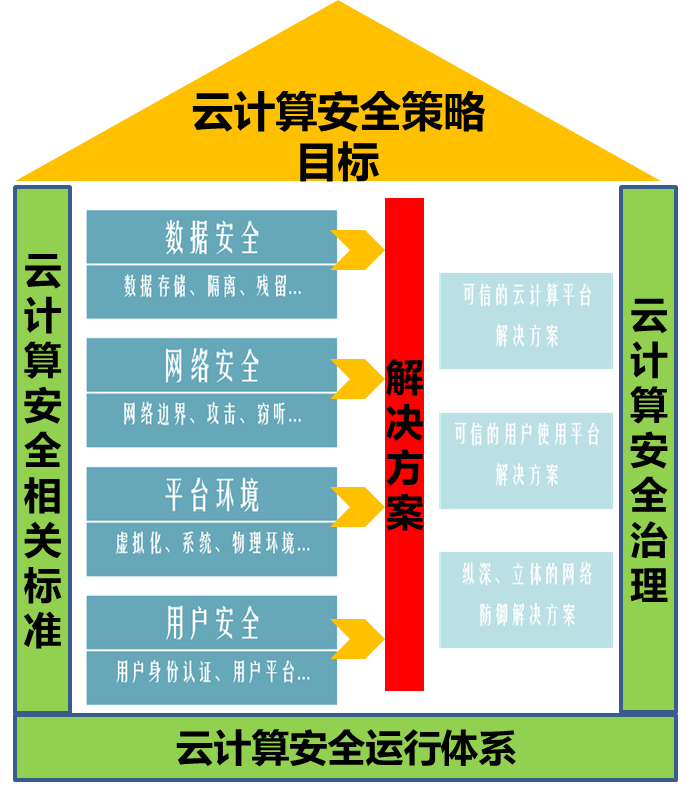 云计算安全策略
目标
云计算安全相关标准
数据安全
数据存储、隔离、残留...
网络安全
网络边界、攻击、窃听...
平台环境
虚拟化、系统、物理环境...
用户安全
用户身份认证、用户平台...
解决方案
可信的云计算平台
解决方案
可信的用户使用平台
解决方案
纵深、立体的网络
防御解决方案
云计算安全治理
云计算安全运行体系